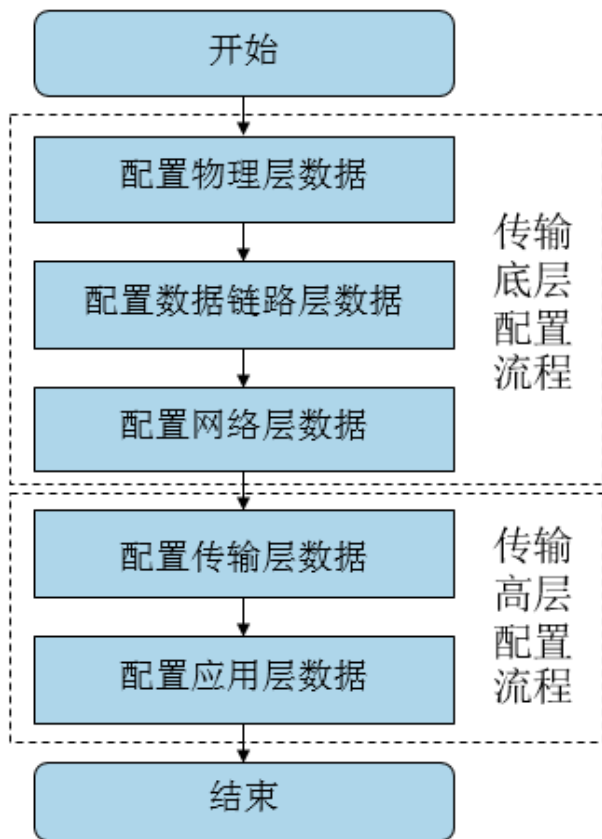 开始
配置物理层数据
配置数据链路层数据
配置网络层数据
传输
底层
配置
流程
配置传输层数据
配置应用层数据
传输
高层
配置
流程
结束